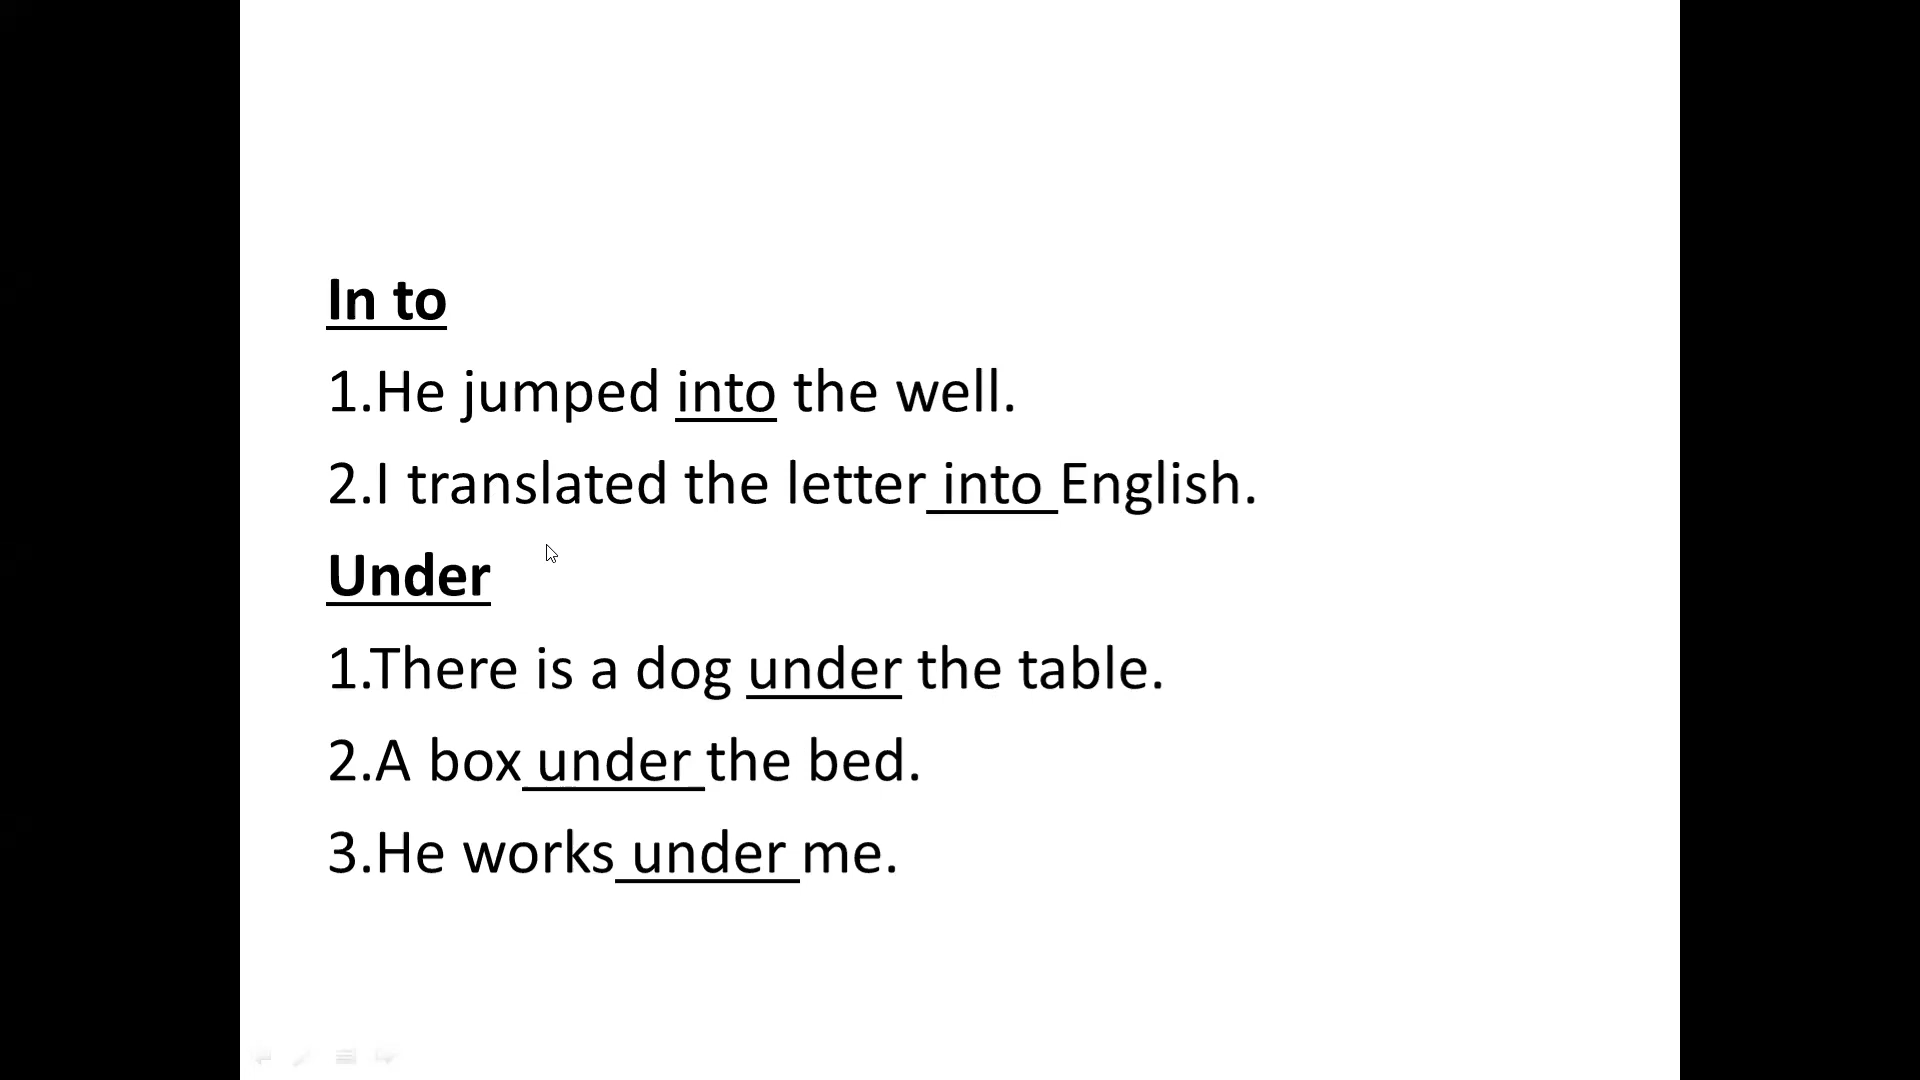 In to
1.He jumped into the well.
2.I translated the letter into English.
Under
1.There is a dog under the table.
2.A box under the bed.
3.He works under me.